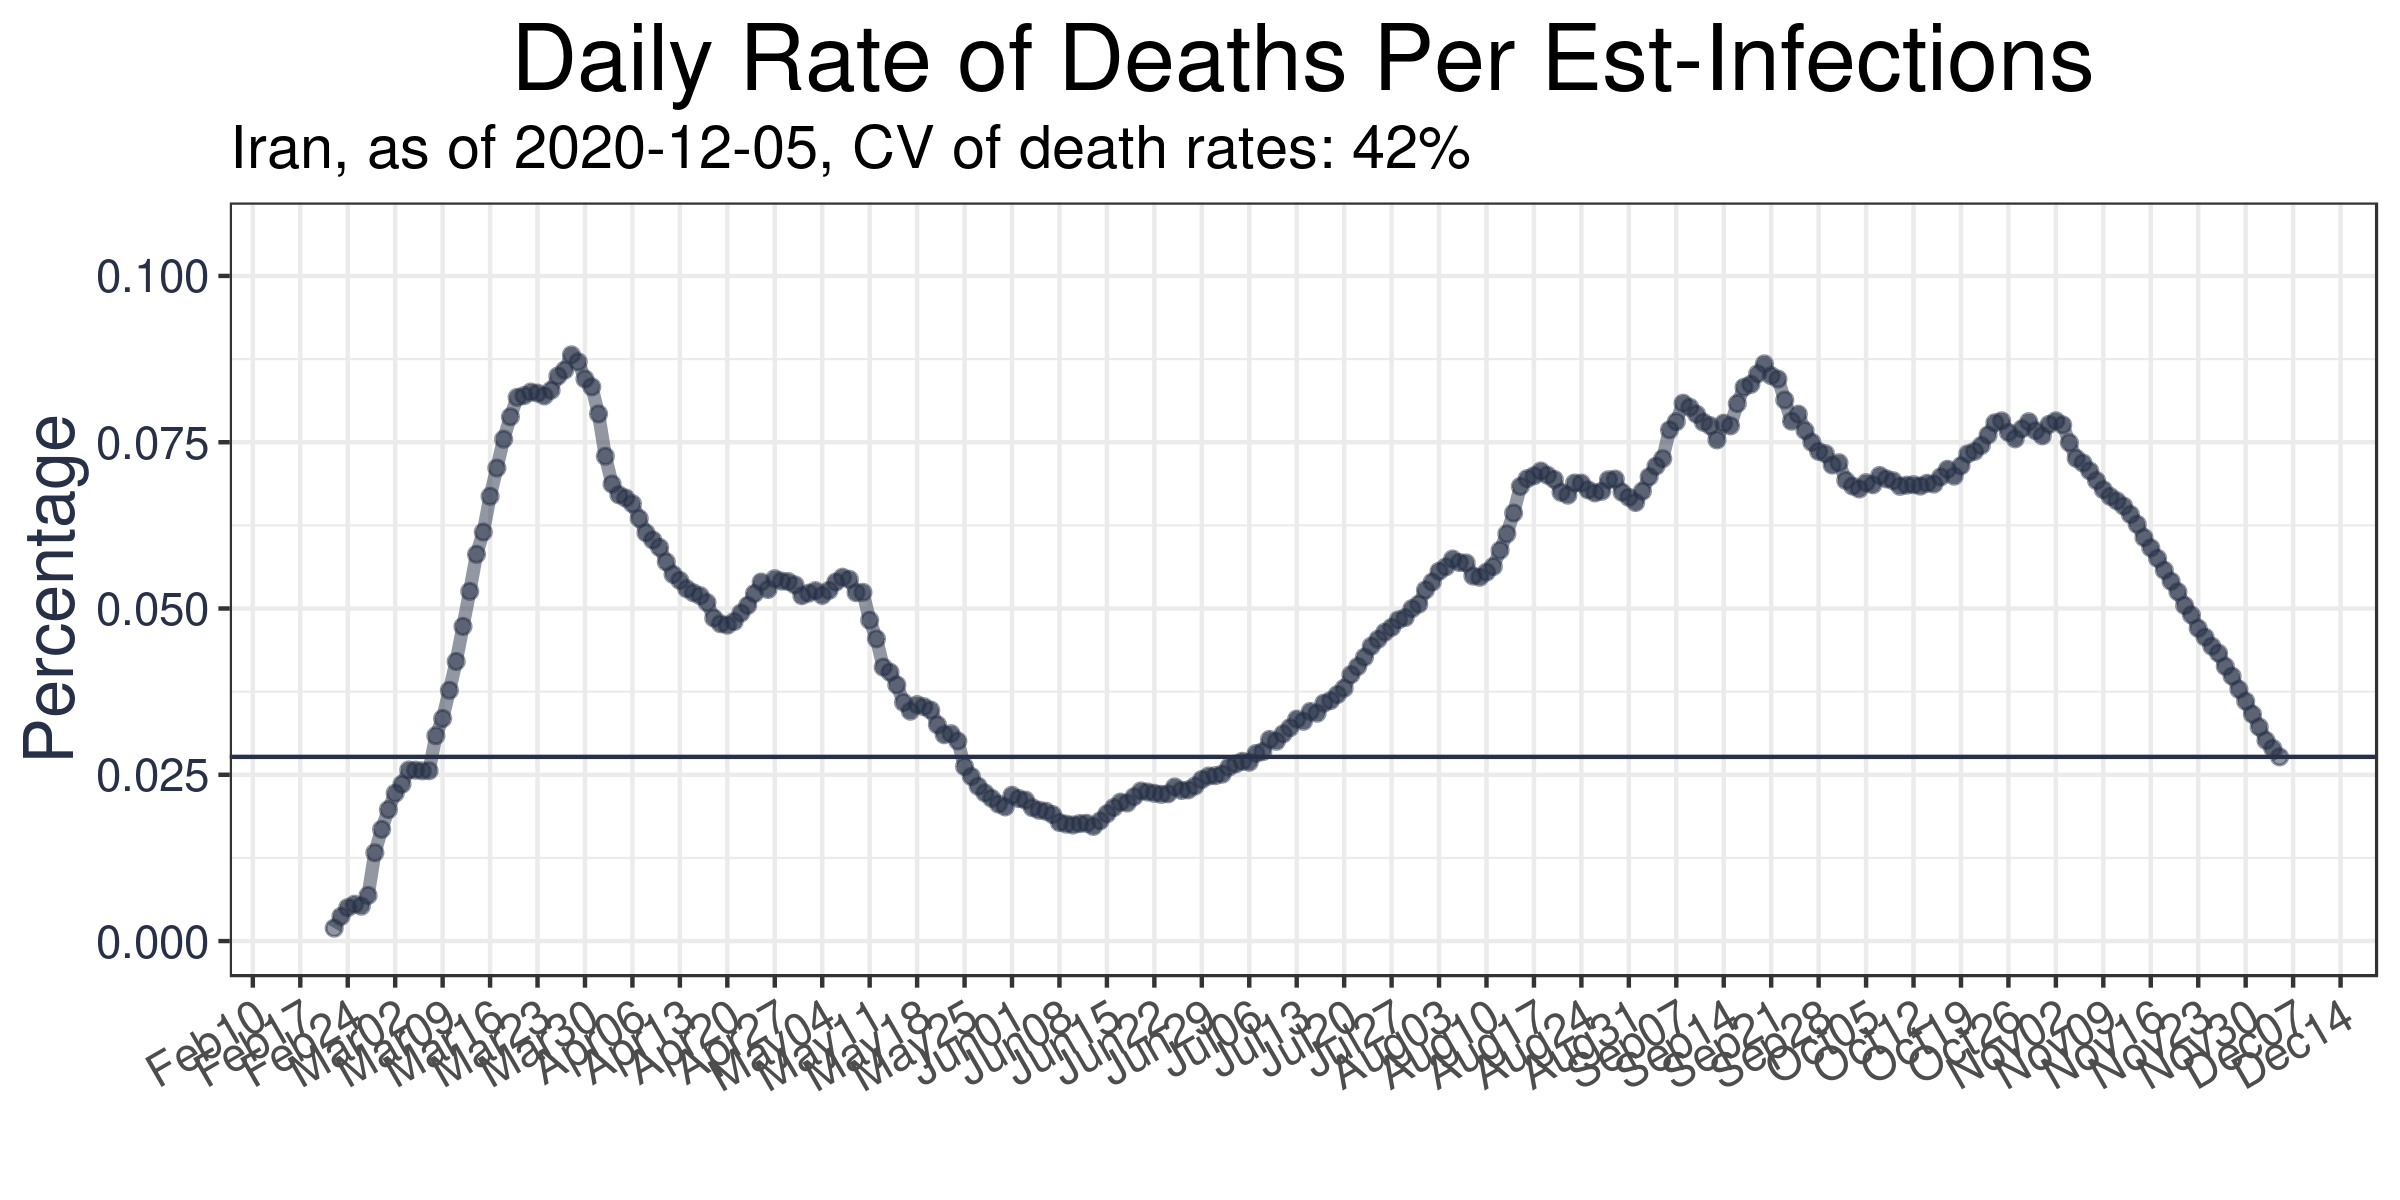 Daily Rate of Deaths Per Est-Infections
Iran, as of 2020-12-05, CV of death rates: 42%
Percentage
0.100
0.075
0.050
0.025
0.000
Feb10
Feb17
Feb24
Mar02
Mar09
Mar16
Mar23
Mar30
Apr06
Apr13
Apr20
Apr27
May04
May11
May18
May25
Jun01
Jun08
Jun15
Jun22
Jun29
Jul06
Jul13
Jul20
Jul27
Aug03
Aug10
Aug17
Aug24
Aug31
Sep07
Sep14
Sep21
Sep28
Oct05
Oct12
Oct19
Oct26
Nov02
Nov09
Nov16
Nov23
Nov30
Dec07
Dec14